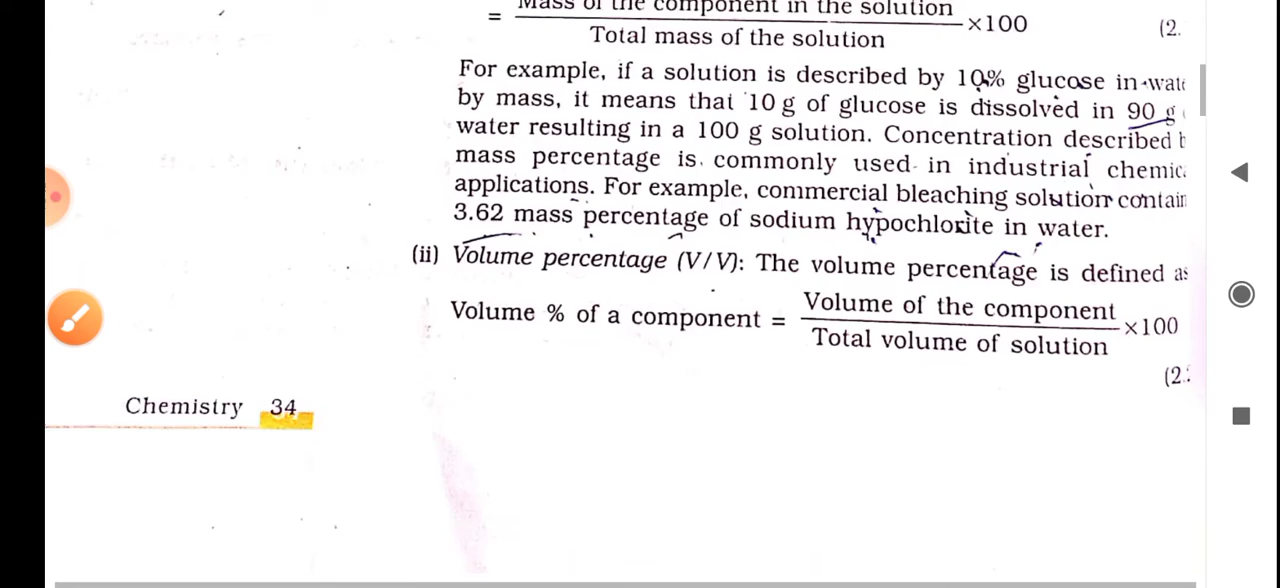 Mass of the component in the solution
= ×100 (2.
Total mass of the solution
For example, if a solution is described by 10% glucose in
by mass, it means that 10 g of glucose is dissolved in 90 g
water resulting in a 100 g solution. Concentration described
mass percentage is commonly used in industrial
applications. For example, commercial bleaching solution
3.62 mass percentage of sodium hypochlorite in water.
(ii) Volume percentage (V/V): The volume percentage is defined as
Volume % of a component = Volume of the component ×100
Total volume of solution
(2.
Chemistry 34